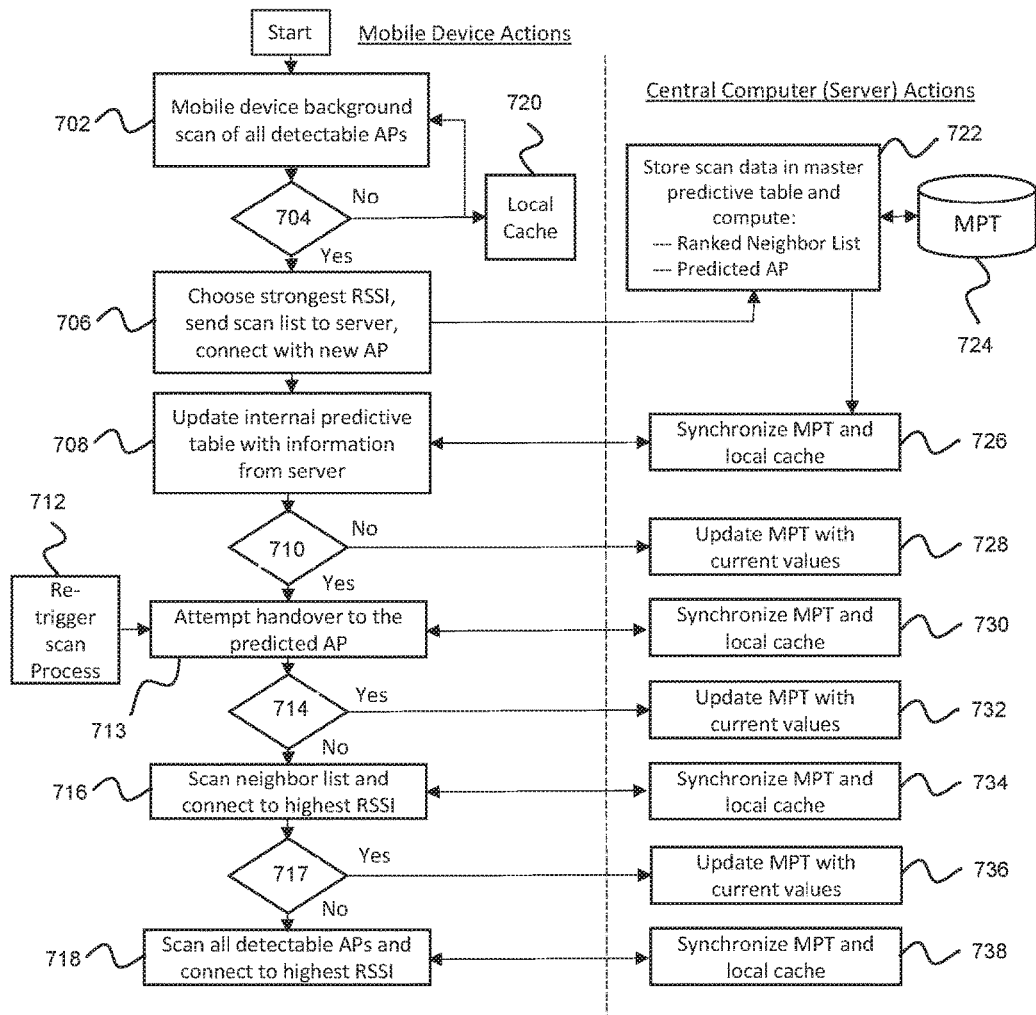 Start
Mobile Device Actions
Central Computer (Server) Actions
702
Mobile device background
scan of all detectable APs
720
722
704
No
Yes
Local
Cache
Store scan data in master
predictive table and
compute:
--- Ranked Neighbor List
--- Predicted AP
MPT
724
706
Choose strongest RSSI,
send scan list to server,
connect with new AP
708
Update internal predictive
table with information
from server
Synchronize MPT and
local cache
726
712
710
No
Yes
Update MPT with
current values
728
Re-
trigger
scan
Process
Attempt handover to the
predicted AP
713
Synchronize MPT and
local cache
730
714
Yes
No
Update MPT with
current values
732
716
Scan neighbor list and
connect to highest RSSI
Synchronize MPT and
local cache
734
717
Yes
No
Update MPT with
current values
736
718
Scan all detectable APs and
connect to highest RSSI
Synchronize MPT and
local cache
738